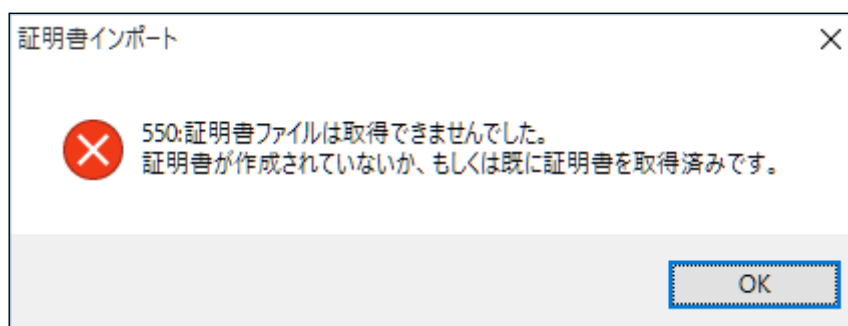 証明書インポート
550:証明書ファイルは取得できませんでした。
証明書が作成されていないか、もしくは既に証明書を取得済みです。
OK